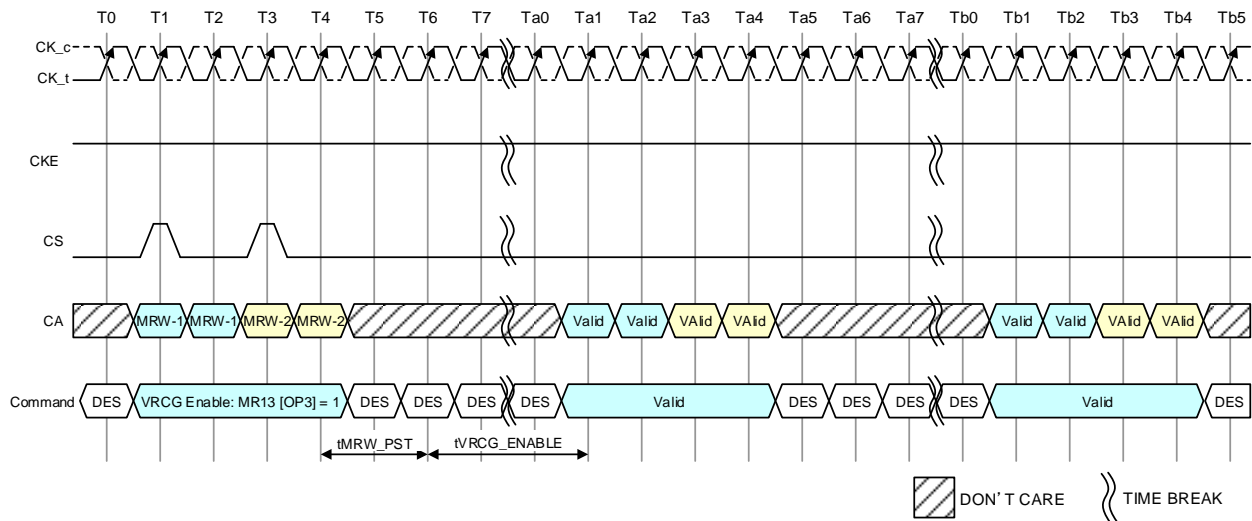 T0 T1 T2 T3 T4 T5 T6 T7 Ta0 Ta1 Ta2 Ta3 Ta4 Ta5 Ta6 Ta7 Tb0 Tb1 Tb2 Tb3 Tb4 Tb5
CK_c
CK_t
CKE
CS
CA MRW-1 MRW-1 MRW-2 MRW-2 Valid Valid VAlid VAlid Valid Valid VAlid VAlid
Command DES VRCG Enable: MR13 [OP3] = 1 DES DES DES DES Valid DES DES DES DES Valid DES
tMRW_PST tVRCG_ENABLE
DON'T CARE TIME BREAK